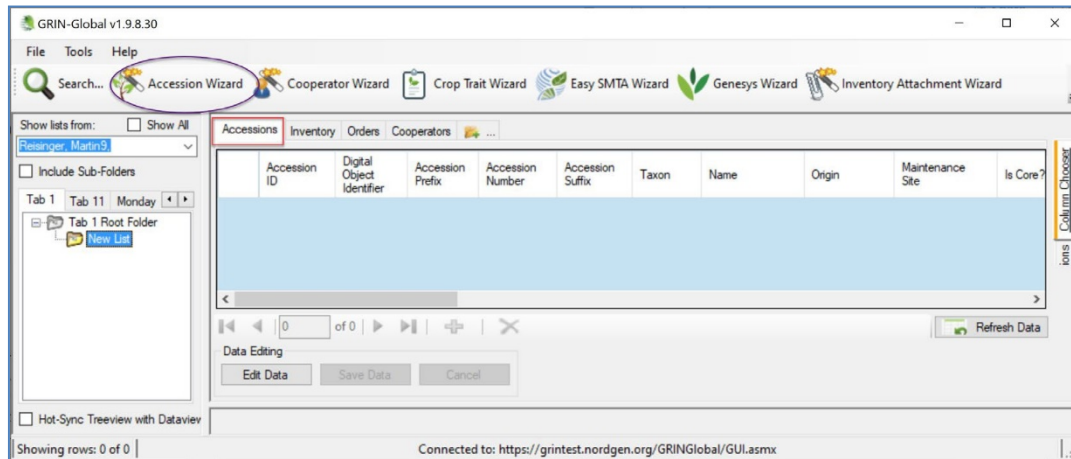 GRIN-Global v1.9.8.30
File Tools Help
Search... Accession Wizard Cooperator Wizard Crop Trait Wizard Easy SMTA Wizard Genesys Wizard Inventory Attachment Wizard
Show lists from: Show All
Reisinger, Martin9,
Include Sub-Folders
Tab 1 Tab 11 Monday
Tab 1 Root Folder
New List
Hot-Sync Treeview with Dataview
Accessions Inventory Orders Cooperators ...
Accession ID
Digital Object Identifier
Accession Prefix
Accession Number
Accession Suffix
Taxon
Name
Origin
Maintenance Site
Is Core?
0 of 0
Refresh Data
Data Editing
Edit Data Save Data Cancel
Column Chooser
ions
Showing rows: 0 of 0
Connected to: https://grintest.nordgen.org/GRINGlobal/GUI.asmx